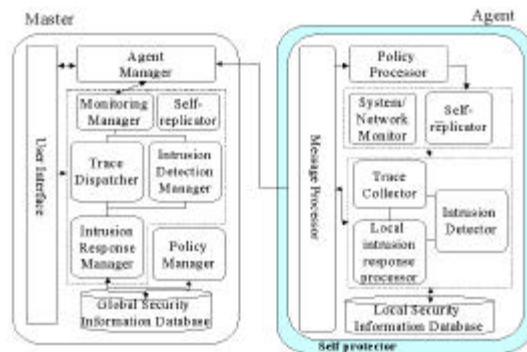 Master
Agent
User Interface
Agent
Manager
Monitoring
Manager
Self-
replicator
Trace
Dispatcher
Intrusion
Detection
Manager
Intrusion
Response
Manager
Policy
Manager
Global Security
Information Database
Message Processor
Policy
Processor
System/
Network
Monitor
Self-
replicator
Trace
Collector
Intrusion
Detector
Local
intrusion
response
processor
Local Security
Information Database
Self protector